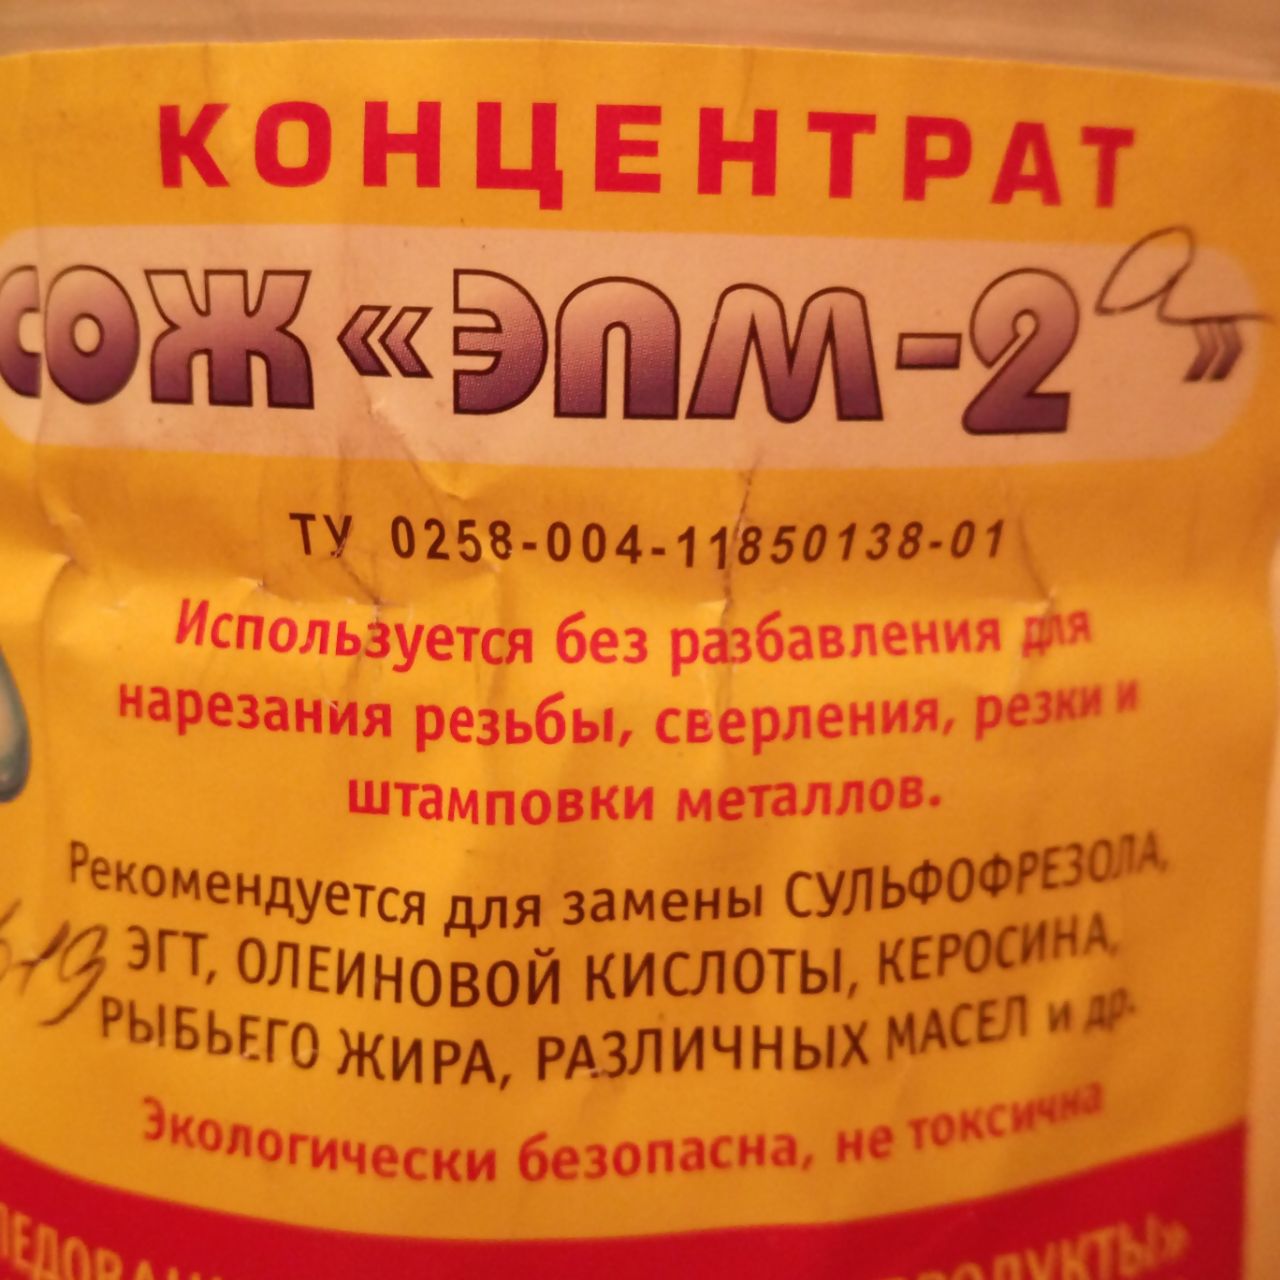 КОНЦЕНТРАТ
СОЖ «ЭПМ-2 а»
ТУ 0258-004-11850138-01
Используется без разбавления для
нарезания резьбы, сверления, резки и
штамповки металлов.
Рекомендуется для замены СУЛЬФОФРЕЗОЛА,
ЭГТ, ОЛЕИНОВОЙ КИСЛОТЫ, КЕРОСИНА,
РЫБЬЕГО ЖИРА, РАЗЛИЧНЫХ МАСЕЛ и др.
Экологически безопасна, не токсична